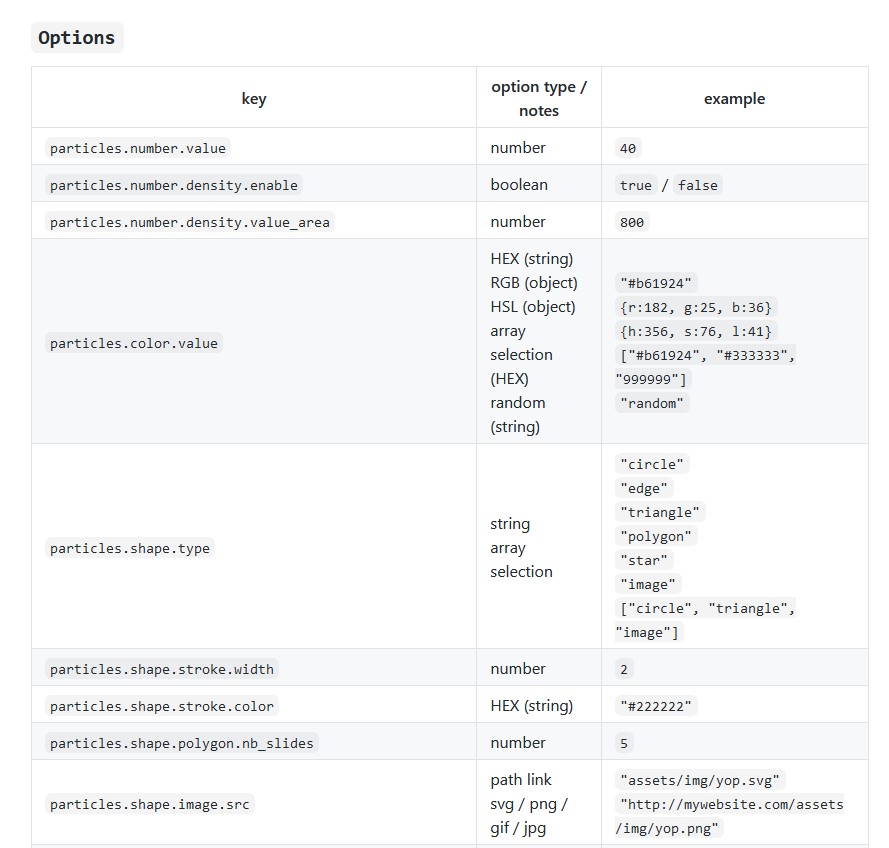 Options
key
option type / notes
example
particles.number.value
number
40
particles.number.density.enable
boolean
true / false
particles.number.density.value_area
number
800
particles.color.value
HEX (string)
RGB (object)
HSL (object)
array
selection
(HEX)
random
(string)
"#b61924"
{r:182, g:25, b:36}
{h:356, s:76, l:41}
["#b61924", "#333333",
"999999"]
"random"
particles.shape.type
string
array
selection
"circle"
"edge"
"triangle"
"polygon"
"star"
"image"
["circle", "triangle",
"image"]
particles.shape.stroke.width
number
2
particles.shape.stroke.color
HEX (string)
"#222222"
particles.shape.polygon.nb_slides
number
5
particles.shape.image.src
path link
svg / png /
gif / jpg
"assets/img/yop.svg"
"http://mywebsite.com/assets
/img/yop.png"